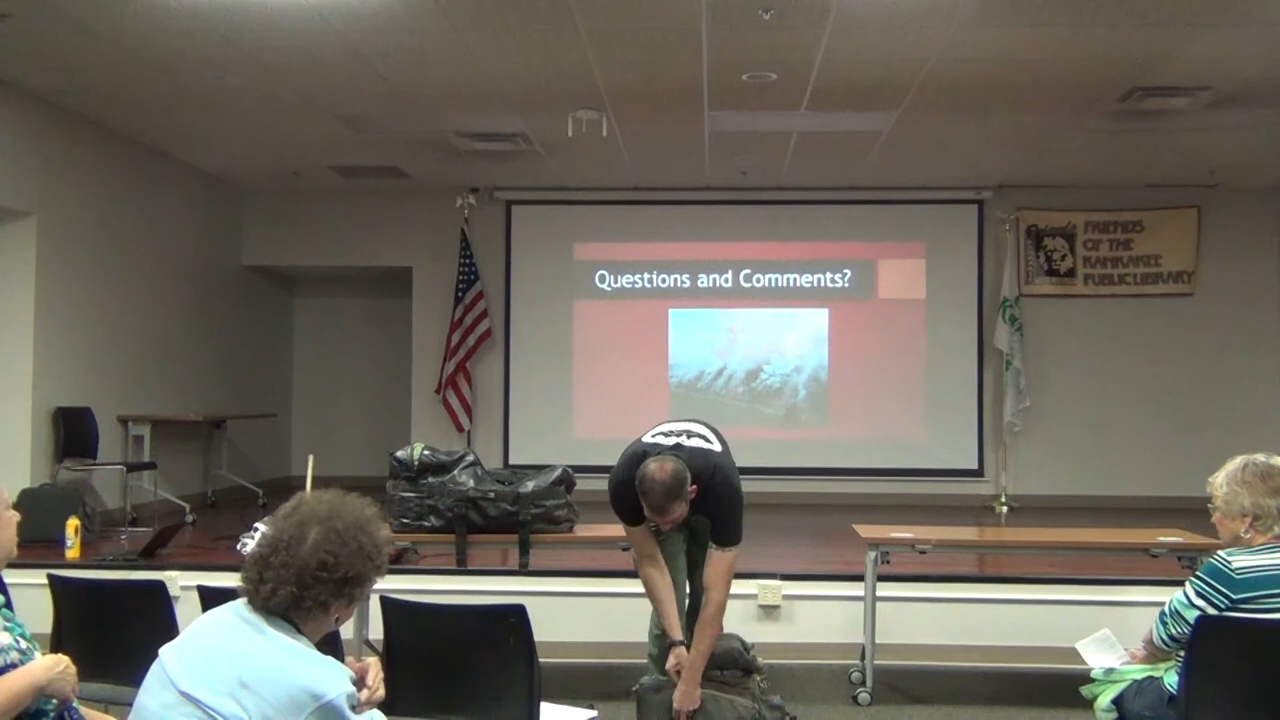 Questions and Comments?
FRIENDS
OF THE
KANKAKEE
PUBLIC LIBRARY